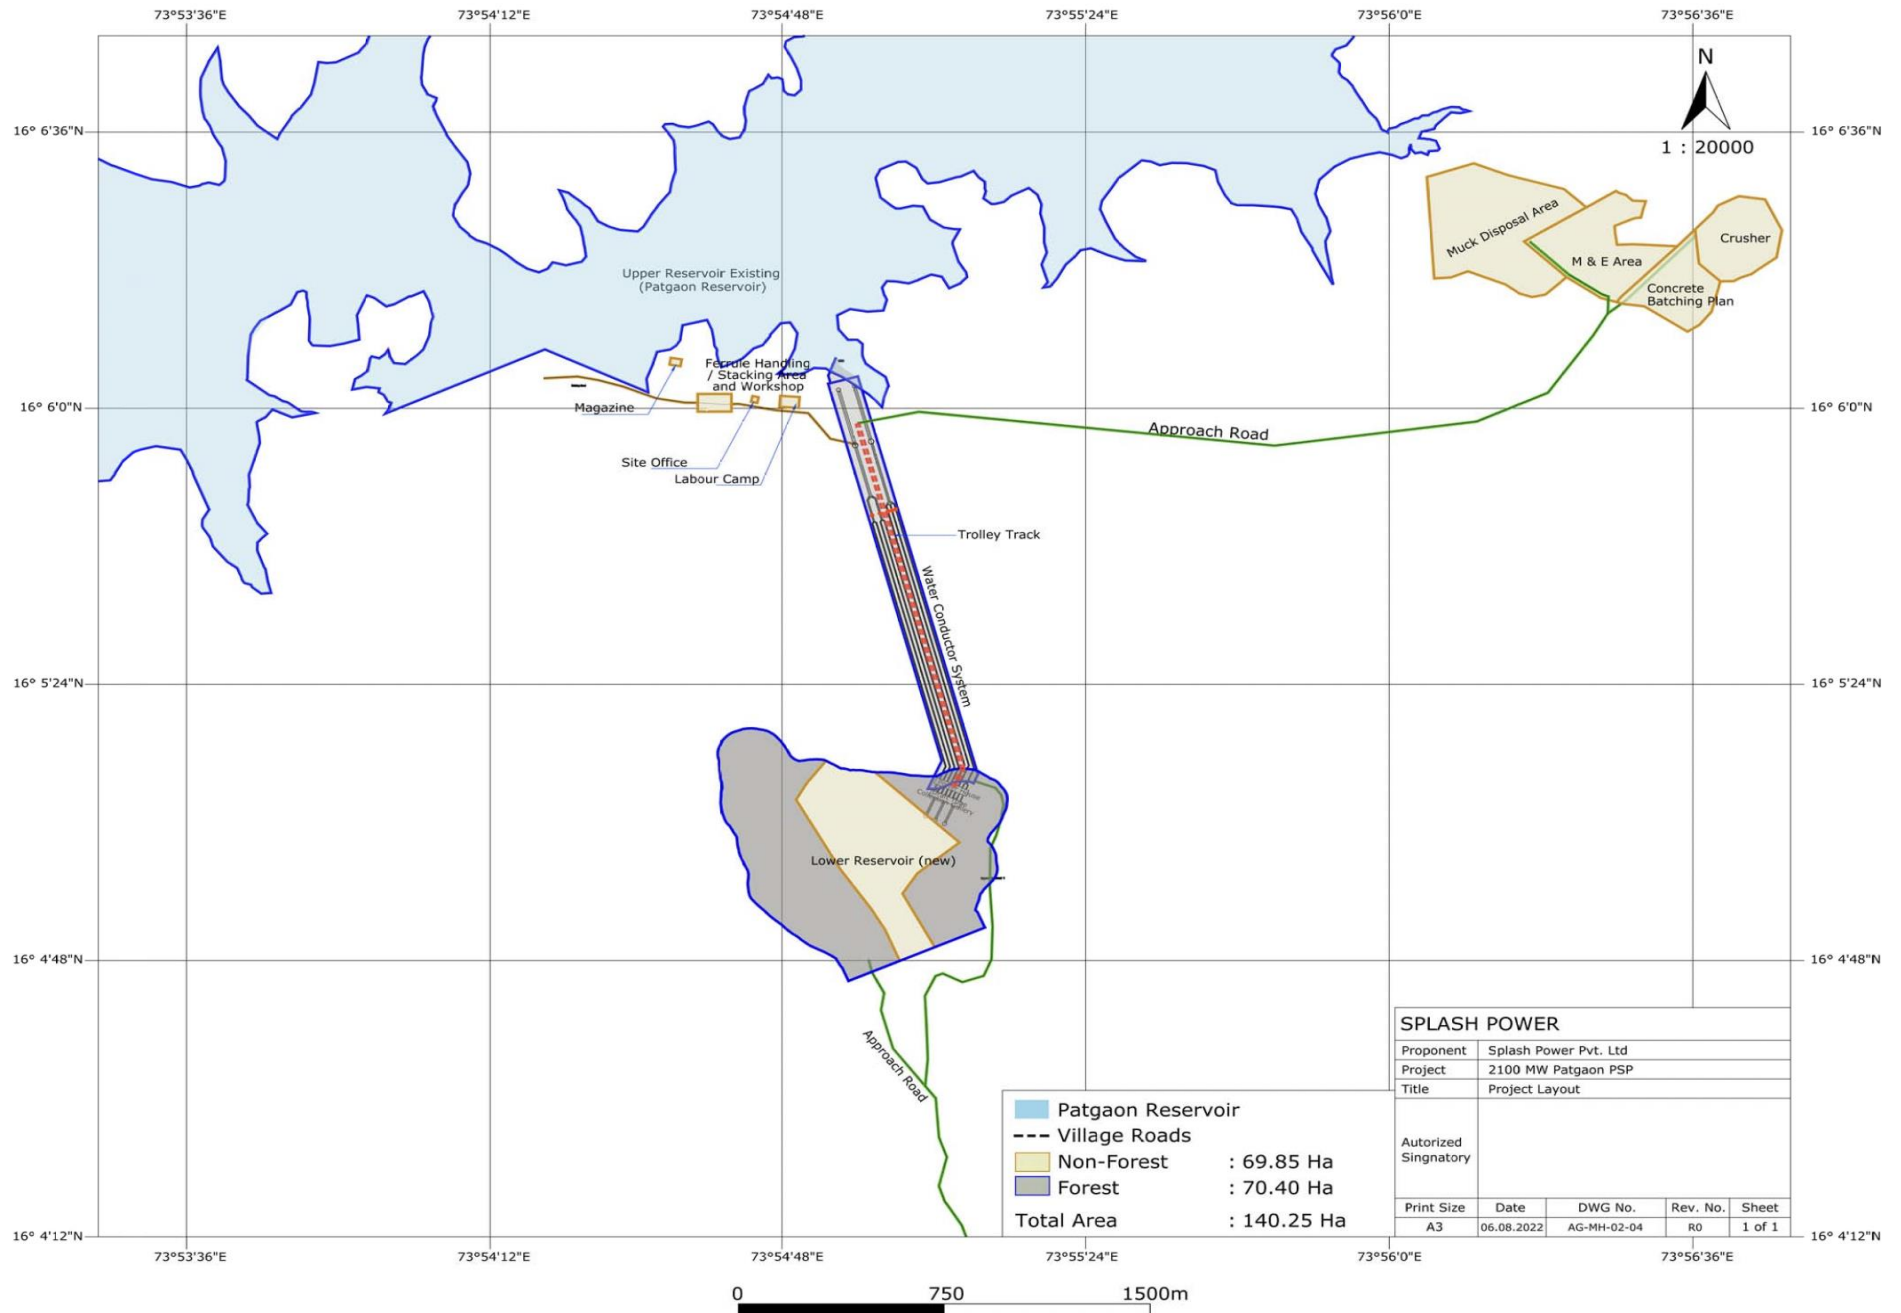 73°53'36"E 73°54'12"E 73°54'48"E 73°55'24"E 73°56'0"E 73°56'36"E
N
16° 6'36"N 16° 6'36"N
1 : 20000
Muck Disposal Area
Crusher
M & E Area
Concrete
Batching Plan
Upper Reservoir Existing
(Patgaon Reservoir)
Ferrule Handling
/ Stacking Area
and Workshop
Magazine
16° 6'0"N 16° 6'0"N
Approach Road
Site Office
Labour Camp
Trolley Track
Water Conductor System
16° 5'24"N 16° 5'24"N
Lower Reservoir (new)
16° 4'48"N 16° 4'48"N
Approach Road
SPLASH POWER
Proponent Splash Power Pvt. Ltd
Project 2100 MW Patgaon PSP
Title Project Layout
Autorized
Singnatory
Print Size Date DWG No. Rev. No. Sheet
A3 06.08.2022 AG-MH-02-04 R0 1 of 1
Patgaon Reservoir
Village Roads
Non-Forest : 69.85 Ha
Forest : 70.40 Ha
Total Area : 140.25 Ha
16° 4'12"N 16° 4'12"N
73°53'36"E 73°54'12"E 73°54'48"E 73°55'24"E 73°56'0"E 73°56'36"E
0 750 1500m